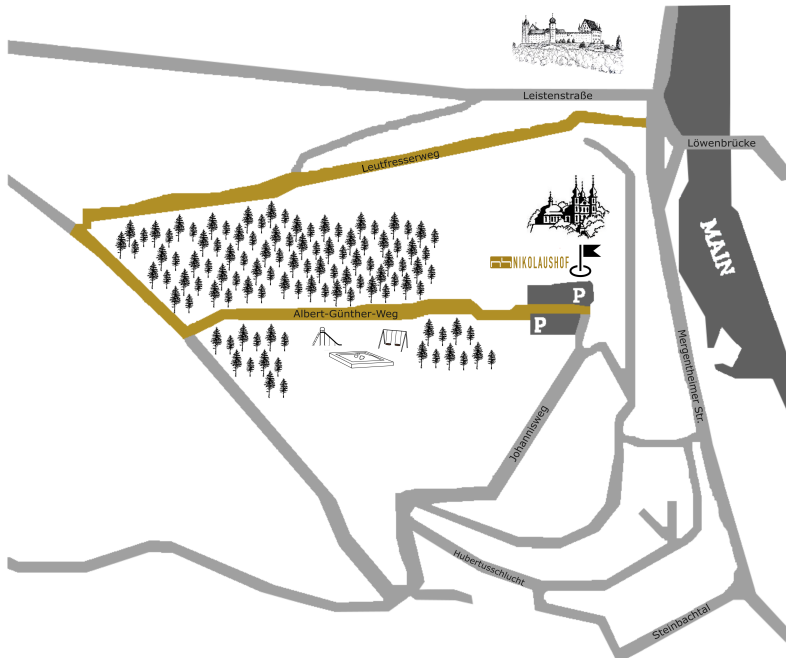 Leistenstraße
Löwenbrücke
Leutfresserweg
MAIN
NIKOLAUSHOF
P
Albert-Günther-Weg
P
Mergentheimer Str.
Johannisweg
Hubertusschlucht
Steinbachtal